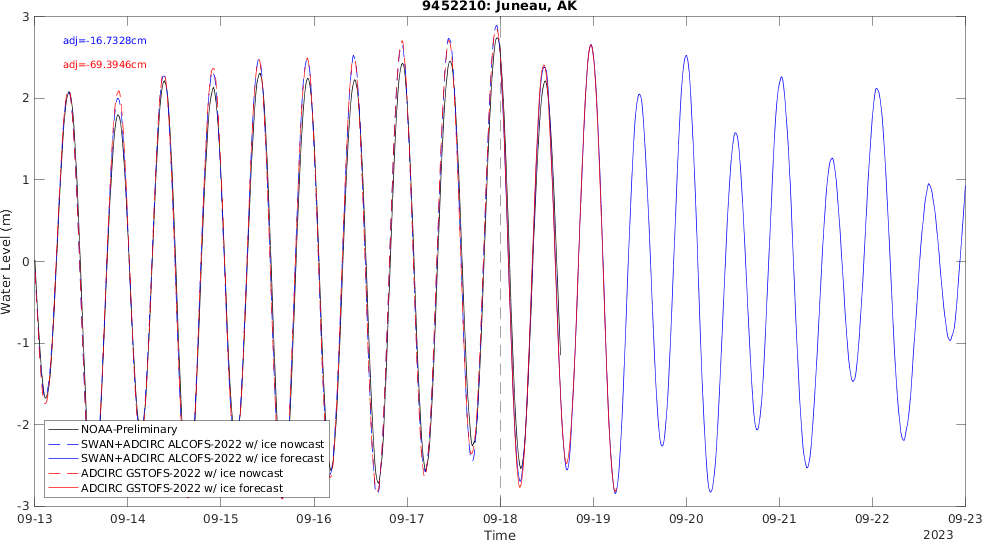 9452210: Juneau, AK
adj=-16.7328cm
adj=-69.3946cm
Water Level (m)
3
2
1
0
-1
-2
-3
NOAA-Preliminary
SWAN+ADCIRC ALCOFS-2022 w/ ice nowcast
SWAN+ADCIRC ALCOFS-2022 w/ ice forecast
ADCIRC GSTOFS-2022 w/ ice nowcast
ADCIRC GSTOFS-2022 w/ ice forecast
09-13 09-14 09-15 09-16 09-17 09-18 09-19 09-20 09-21 09-22 09-23
Time
2023